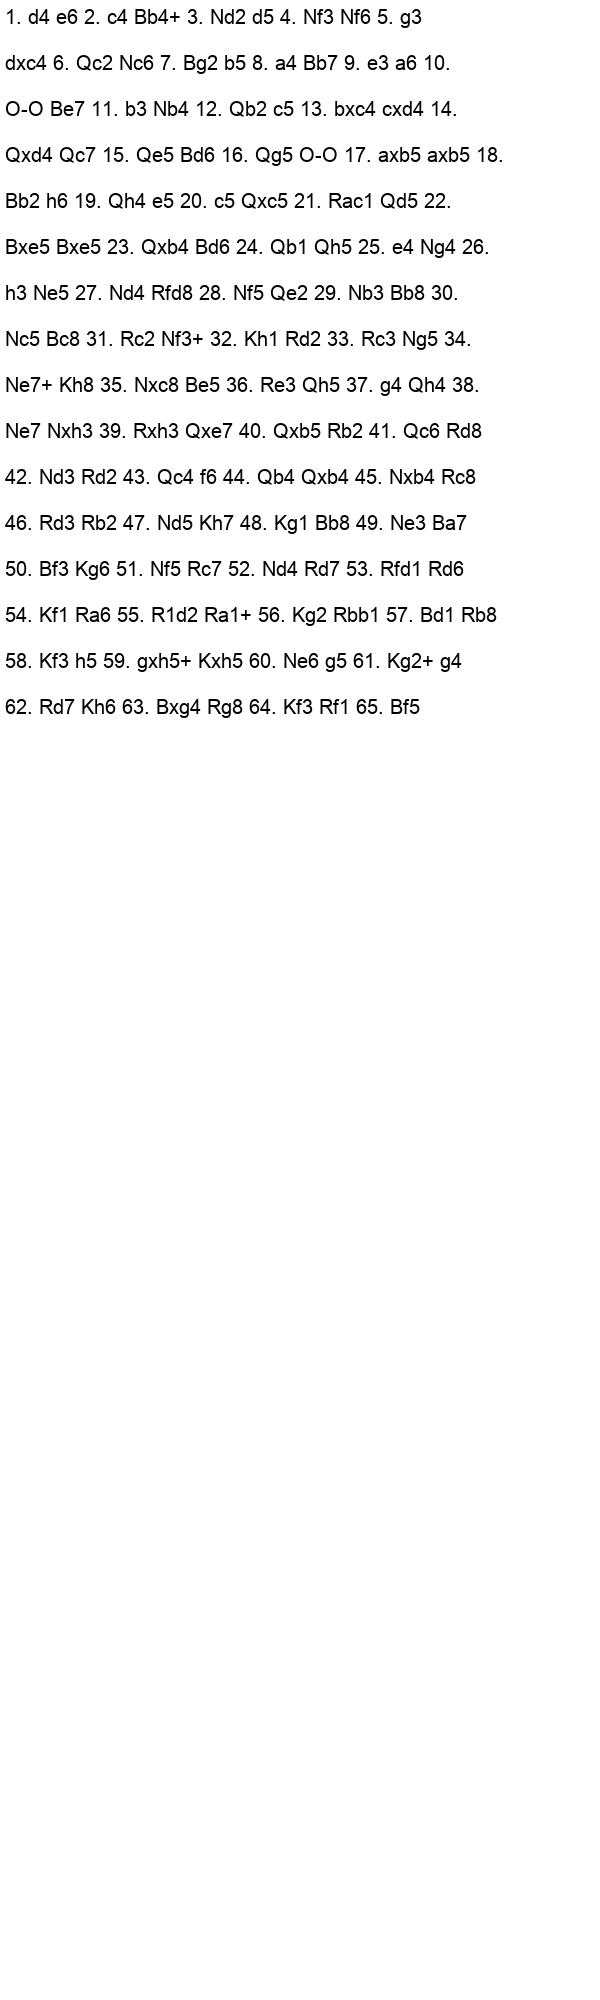 1. d4 e6 2. c4 Bb4+ 3. Nd2 d5 4. Nf3 Nf6 5. g3
dxc4 6. Qc2 Nc6 7. Bg2 b5 8. a4 Bb7 9. e3 a6 10.
O-O Be7 11. b3 Nb4 12. Qb2 c5 13. bxc4 cxd4 14.
Qxd4 Qc7 15. Qe5 Bd6 16. Qg5 O-O 17. axb5 axb5 18.
Bb2 h6 19. Qh4 e5 20. c5 Qxc5 21. Rac1 Qd5 22.
Bxe5 Bxe5 23. Qxb4 Bd6 24. Qb1 Qh5 25. e4 Ng4 26.
h3 Ne5 27. Nd4 Rfd8 28. Nf5 Qe2 29. Nb3 Bb8 30.
Nc5 Bc8 31. Rc2 Nf3+ 32. Kh1 Rd2 33. Rc3 Ng5 34.
Ne7+ Kh8 35. Nxc8 Be5 36. Re3 Qh5 37. g4 Qh4 38.
Ne7 Nxh3 39. Rxh3 Qxe7 40. Qxb5 Rb2 41. Qc6 Rd8
42. Nd3 Rd2 43. Qc4 f6 44. Qb4 Qxb4 45. Nxb4 Rc8
46. Rd3 Rb2 47. Nd5 Kh7 48. Kg1 Bb8 49. Ne3 Ba7
50. Bf3 Kg6 51. Nf5 Rc7 52. Nd4 Rd7 53. Rfd1 Rd6
54. Kf1 Ra6 55. R1d2 Ra1+ 56. Kg2 Rbb1 57. Bd1 Rb8
58. Kf3 h5 59. gxh5+ Kxh5 60. Ne6 g5 61. Kg2+ g4
62. Rd7 Kh6 63. Bxg4 Rg8 64. Kf3 Rf1 65. Bf5